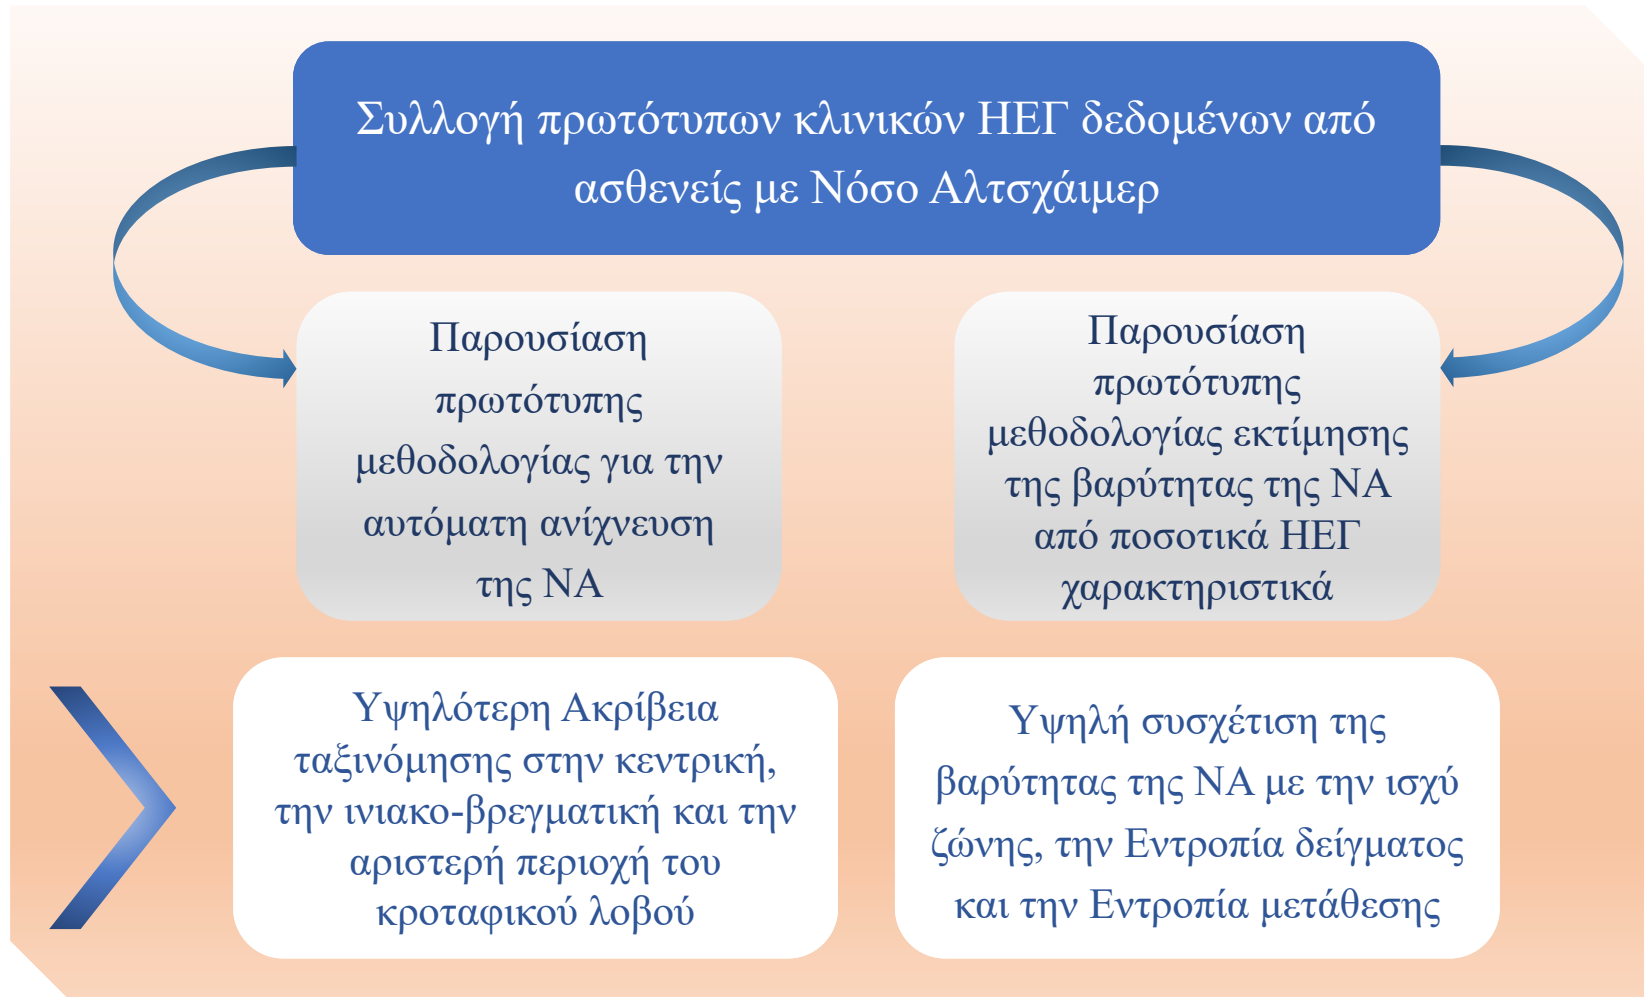 Συλλογή πρωτότυπων κλινικών ΗΕΓ δεδομένων από
ασθενείς με Νόσο Αλτσχάιμερ
Παρουσίαση
πρωτότυπης
μεθοδολογίας για την
αυτόματη ανίχνευση
της ΝΑ
Παρουσίαση
πρωτότυπης
μεθοδολογίας εκτίμησης
της βαρύτητας της ΝΑ
από ποσοτικά ΗΕΓ
χαρακτηριστικά
Υψηλότερη Ακρίβεια
ταξινόμησης στην κεντρική,
την ινιακο-βρεγματική και την
αριστερή περιοχή του
κροταφικού λοβού
Υψηλή συσχέτιση της
βαρύτητας της ΝΑ με την ισχύ
ζώνης, την Εντροπία δείγματος
και την Εντροπία μετάθεσης